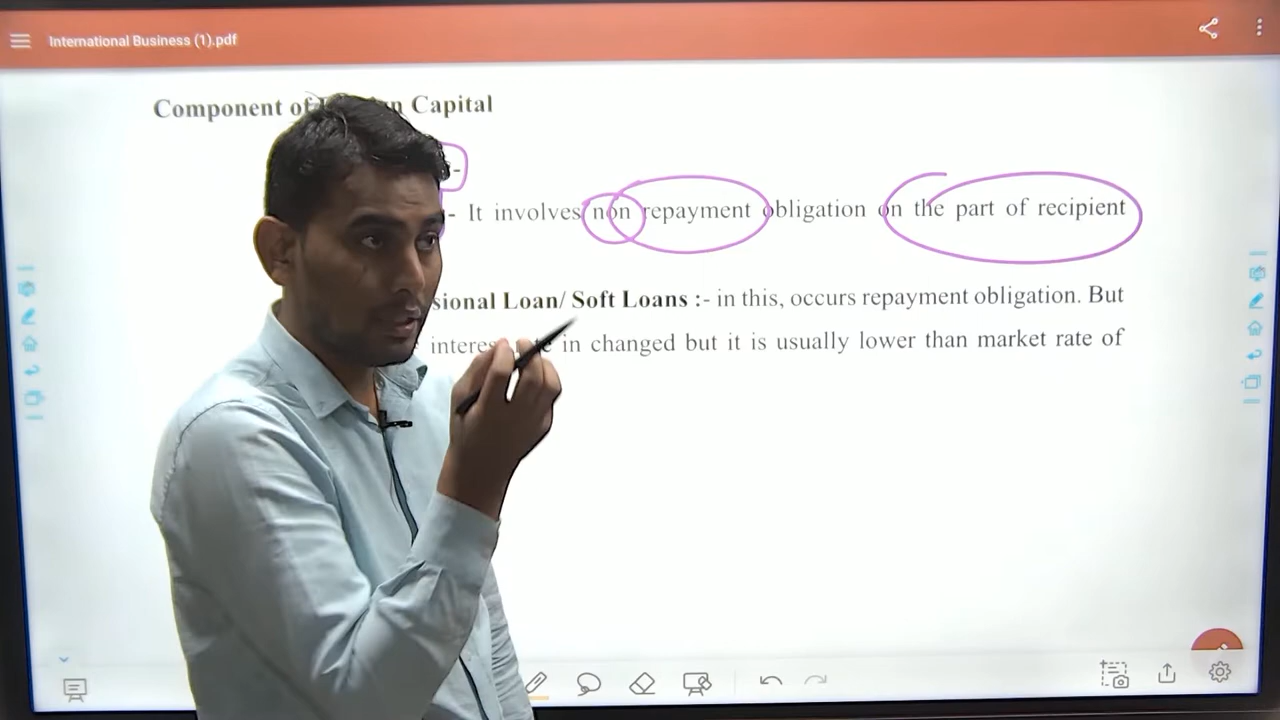 International Business (1).pdf
Component of Capital
- It involves non repayment obligation on the part of recipient
Loan/ Soft Loans :- in this, occurs repayment obligation. But
in changed but it is usually lower than market rate of